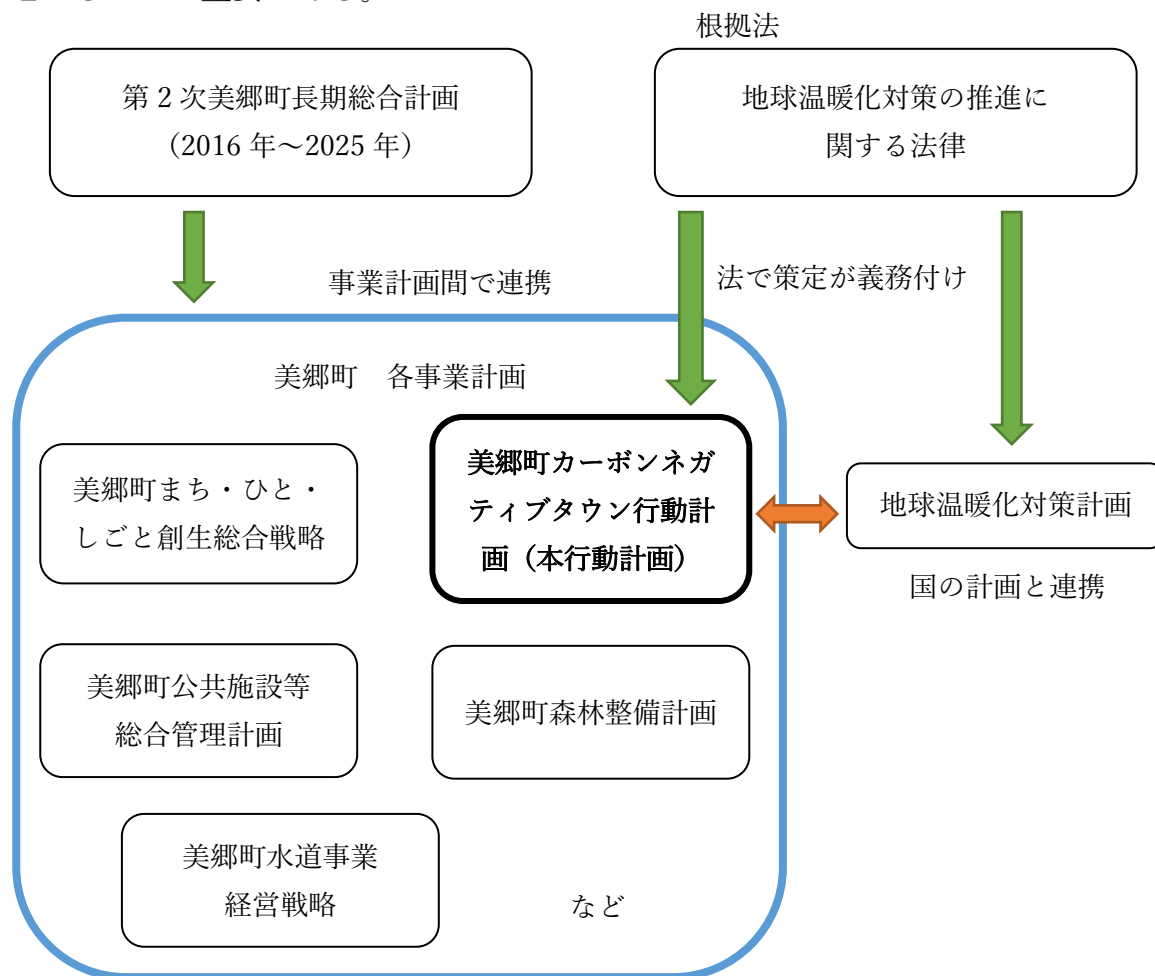 根拠法
第２次美郷町長期総合計画
（2016 年～2025 年）
地球温暖化対策の推進に
関する法律
事業計画間で連携
法で策定が義務付け
美郷町　各事業計画
美郷町まち・ひと・
しごと創生総合戦略
美郷町カーボンネガ
ティブタウン行動計
画（本行動計画）
地球温暖化対策計画
国の計画と連携
美郷町公共施設等
総合管理計画
美郷町森林整備計画
美郷町水道事業
経営戦略
など